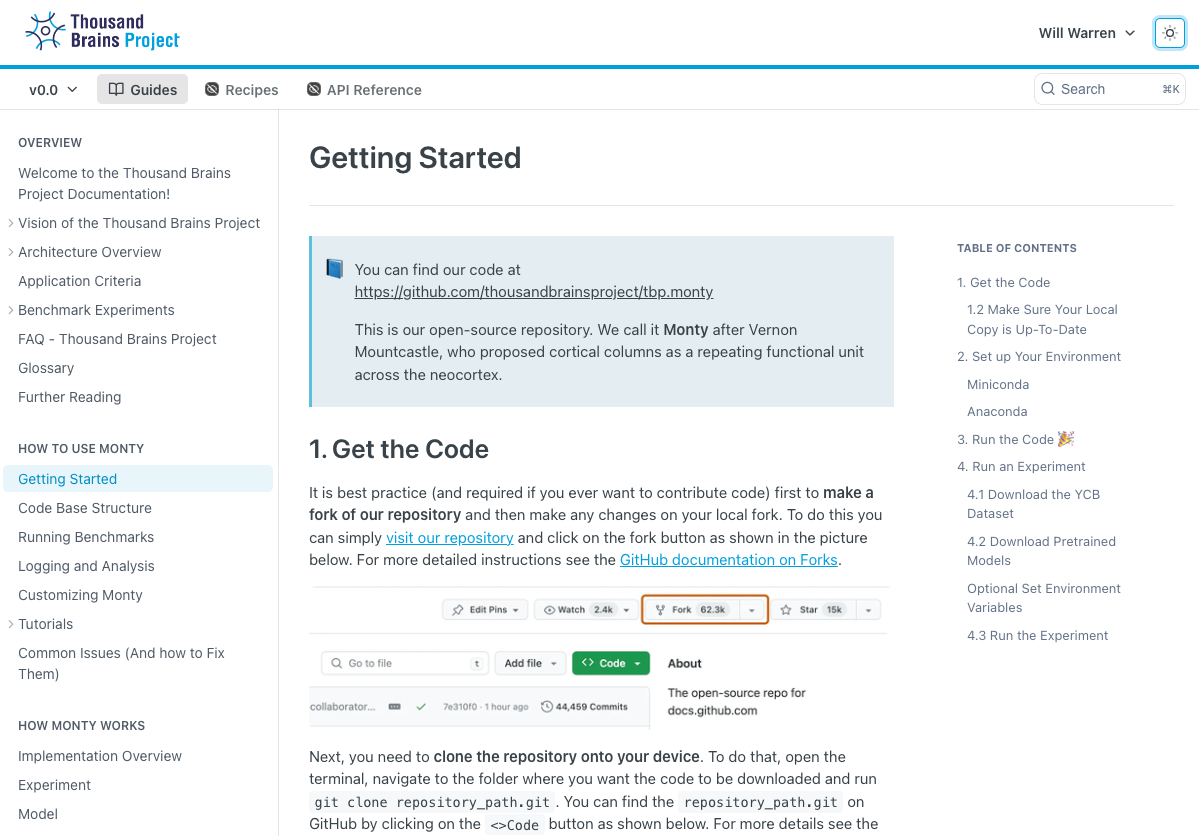 Thousand
Brains Project
Will Warren
v0.0
Guides
Recipes
API Reference
Search
⌘K
OVERVIEW
Welcome to the Thousand Brains
Project Documentation!
Vision of the Thousand Brains Project
Architecture Overview
Application Criteria
Benchmark Experiments
FAQ - Thousand Brains Project
Glossary
Further Reading
HOW TO USE MONTY
Getting Started
Code Base Structure
Running Benchmarks
Logging and Analysis
Customizing Monty
Tutorials
Common Issues (And how to Fix
Them)
HOW MONTY WORKS
Implementation Overview
Experiment
Model
Getting Started
📘
You can find our code at
https://github.com/thousandbrainsproject/tbp.monty
This is our open-source repository. We call it Monty after Vernon
Mountcastle, who proposed cortical columns as a repeating functional unit
across the neocortex.
1. Get the Code
It is best practice (and required if you ever want to contribute code) first to make a
fork of our repository and then make any changes on your local fork. To do this you
can simply visit our repository and click on the fork button as shown in the picture
below. For more detailed instructions see the GitHub documentation on Forks.
Edit Pins
Watch 2.4k
Fork 62.3k
Star 15k
Go to file t
Add file
<> Code
About
The open-source repo for
docs.github.com
collaborator...
7e310f0 · 1 hour ago
44,459 Commits
Next, you need to clone the repository onto your device. To do that, open the
terminal, navigate to the folder where you want the code to be downloaded and run
git clone repository_path.git . You can find the repository_path.git on
GitHub by clicking on the <>Code button as shown below. For more details see the
TABLE OF CONTENTS
1. Get the Code
1.2 Make Sure Your Local
Copy is Up-To-Date
2. Set up Your Environment
Miniconda
Anaconda
3. Run the Code 🎉
4. Run an Experiment
4.1 Download the YCB
Dataset
4.2 Download Pretrained
Models
Optional Set Environment
Variables
4.3 Run the Experiment